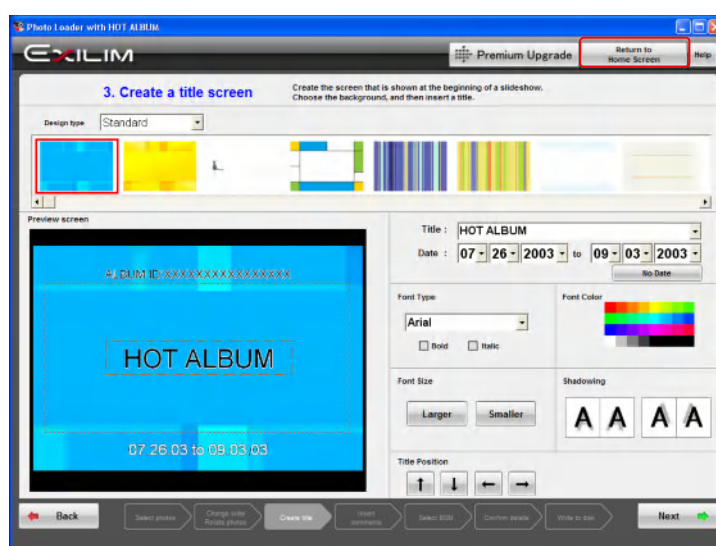 Photo Loader with HOT ALBUM
EXILIM
Premium Upgrade
Return to
Home Screen
Help
3. Create a title screen
Create the screen that is shown at the beginning of a slideshow.
Choose the background, and then insert a title.
Design type
Standard
Preview screen
ALBUM ID:XXXXXXXXXXXXXXXX
HOT ALBUM
07.26.03 to 09.03.03
Title :
HOT ALBUM
Date :
07 - 26 - 2003 - to 09 - 03 - 2003 -
No Date
Font Type
Arial
Bold
Italic
Font Color
Font Size
Larger
Smaller
Shadowing
A A A A
Title Position
Back
Select photos
Change order
Rotate photos
Create title
Insert
comments
Select BGM
Confirm details
Write to disc
Next